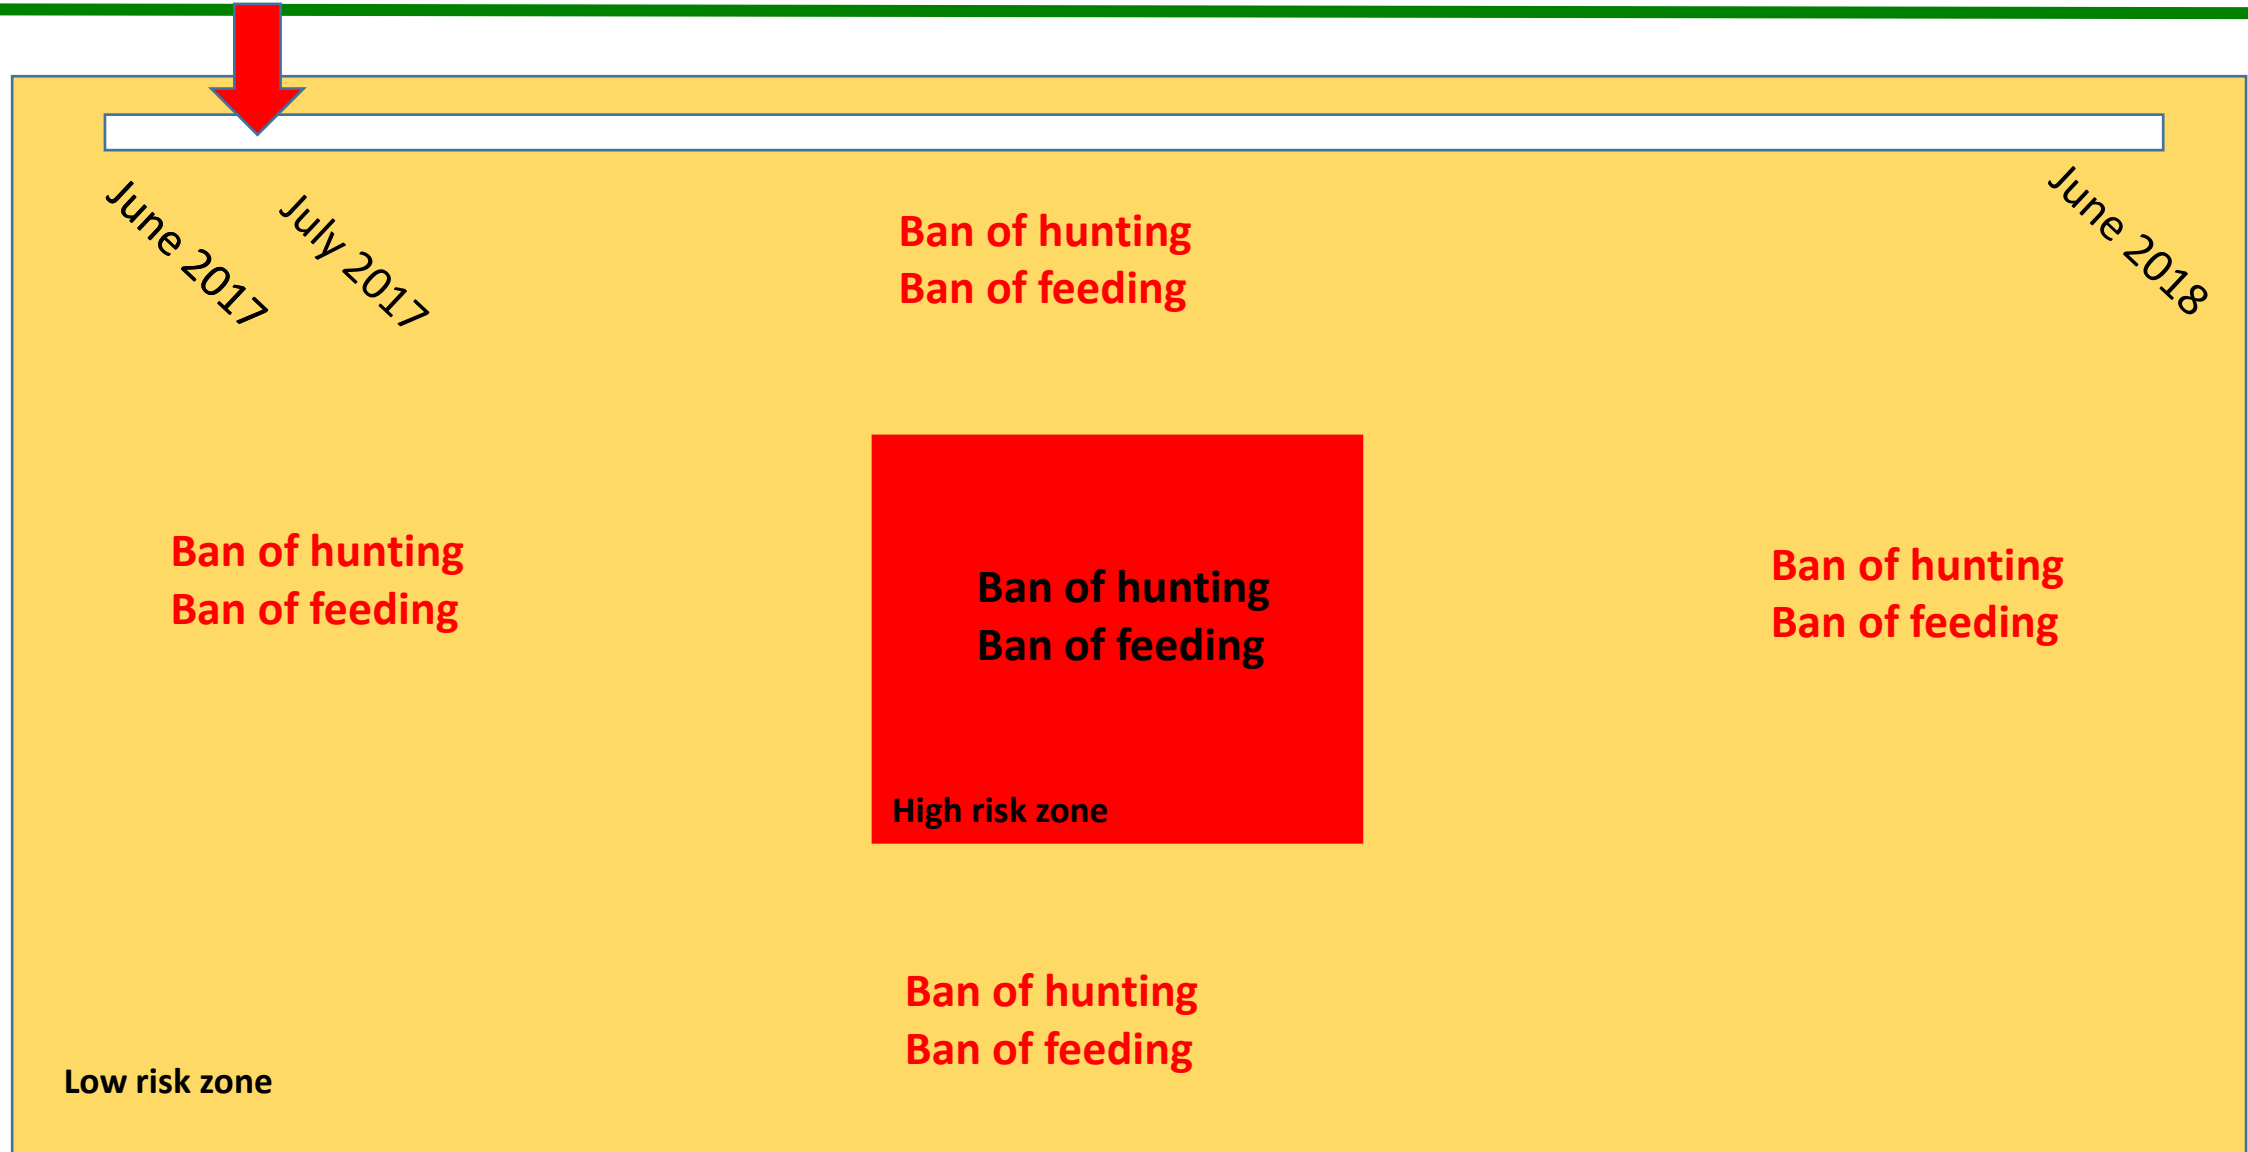 June 2017
July 2017
June 2018
Ban of hunting
Ban of feeding
Ban of hunting
Ban of feeding
Ban of hunting
Ban of feeding
Ban of hunting
Ban of feeding
High risk zone
Ban of hunting
Ban of feeding
Low risk zone